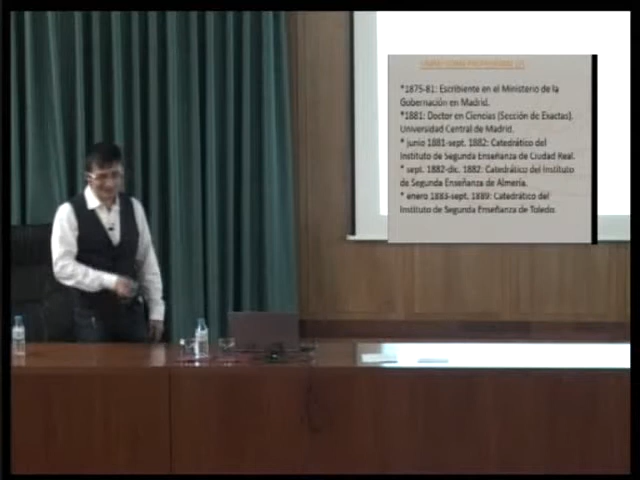 *1875-81: Escribiente en el Ministerio de la
Gobernación en Madrid.
*1881: Doctor en Ciencias (Sección de Exactas).
Universidad Central de Madrid.
* junio 1881-sept. 1882: Catedrático del
Instituto de Segunda Enseñanza de Ciudad Real.
* sept. 1882-dic. 1882: Catedrático del Instituto
de Segunda Enseñanza de Almería.
* enero 1883-sept. 1889: Catedrático del
Instituto de Segunda Enseñanza de Toledo.